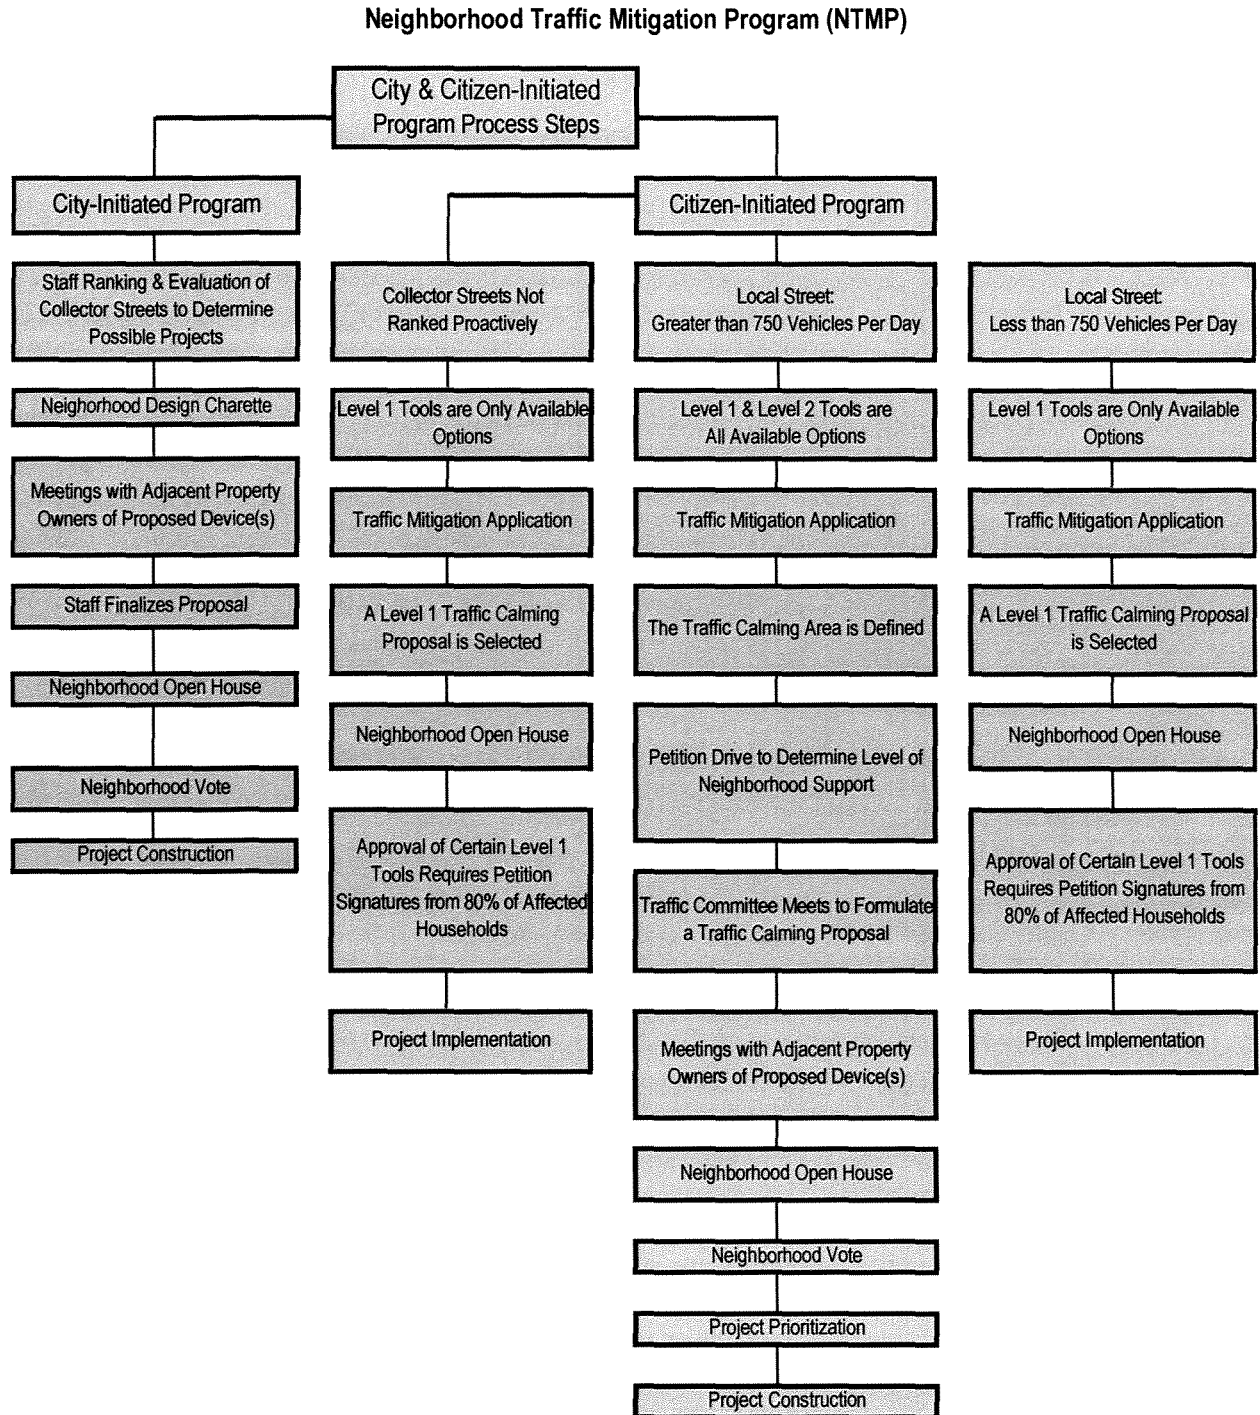 Neighborhood Traffic Mitigation Program (NTMP)
City & Citizen-Initiated
Program Process Steps
City-Initiated Program
Citizen-Initiated Program
Staff Ranking & Evaluation of
Collector Streets to Determine
Possible Projects
Neighorhood Design Charette
Meetings with Adjacent Property
Owners of Proposed Device(s)
Staff Finalizes Proposal
Neighborhood Open House
Neighborhood Vote
Project Construction
Collector Streets Not
Ranked Proactively
Level 1 Tools are Only Available
Options
Traffic Mitigation Application
A Level 1 Traffic Calming
Proposal is Selected
Neighborhood Open House
Approval of Certain Level 1
Tools Requires Petition
Signatures from 80% of Affected
Households
Project Implementation
Local Street:
Greater than 750 Vehicles Per Day
Level 1 & Level 2 Tools are
All Available Options
Traffic Mitigation Application
The Traffic Calming Area is Defined
Petition Drive to Determine Level of
Neighborhood Support
Traffic Committee Meets to Formulate
a Traffic Calming Proposal
Meetings with Adjacent Property
Owners of Proposed Device(s)
Neighborhood Open House
Neighborhood Vote
Project Prioritization
Project Construction
Local Street:
Less than 750 Vehicles Per Day
Level 1 Tools are Only Available
Options
Traffic Mitigation Application
A Level 1 Traffic Calming Proposal
is Selected
Neighborhood Open House
Approval of Certain Level 1 Tools
Requires Petition Signatures from
80% of Affected Households
Project Implementation